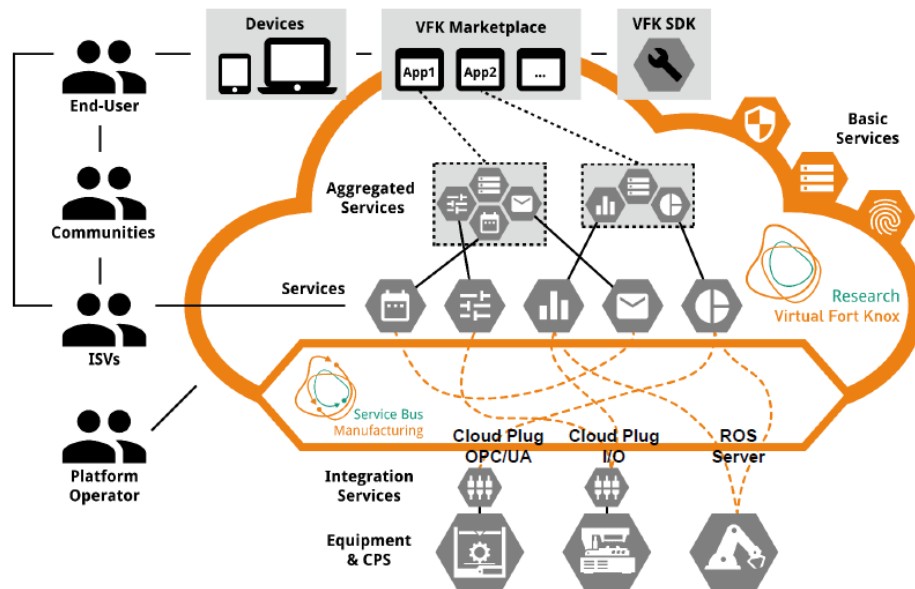 Devices
VFK Marketplace
VFK SDK
App1
App2
...
End-User
Basic
Services
Aggregated
Services
Communities
Services
Research
Virtual Fort Knox
ISVs
Service Bus
Manufacturing
Cloud Plug
OPC/UA
Cloud Plug
I/O
ROS
Server
Platform
Operator
Integration
Services
Equipment
& CPS